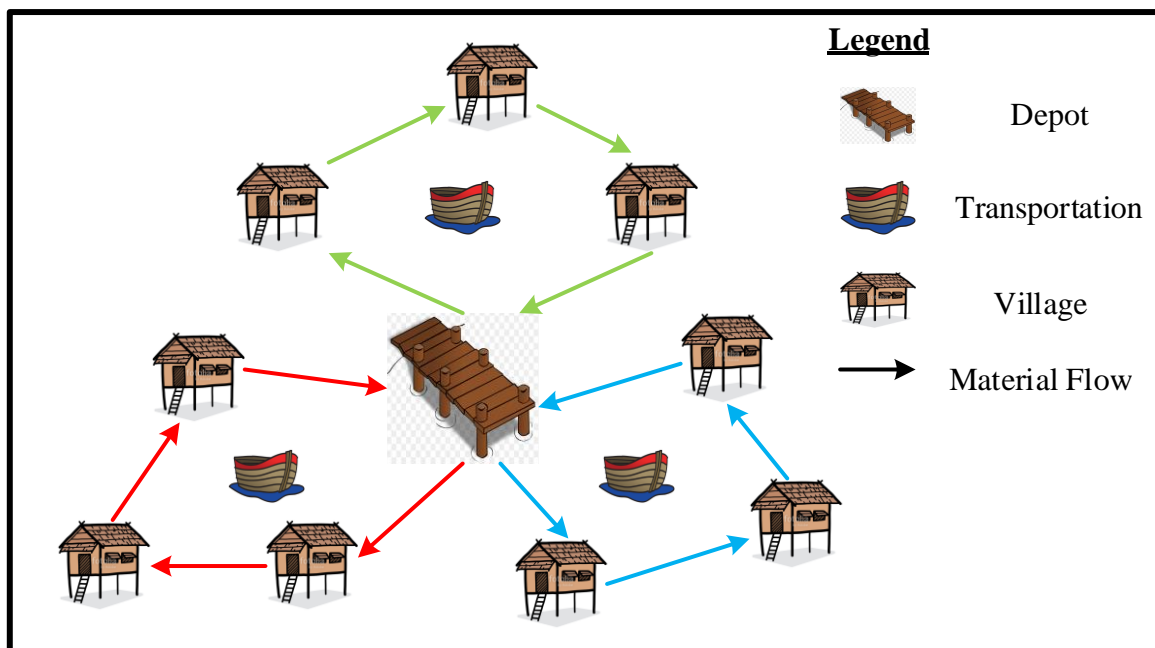 Legend
Depot
Transportation
Village
Material Flow